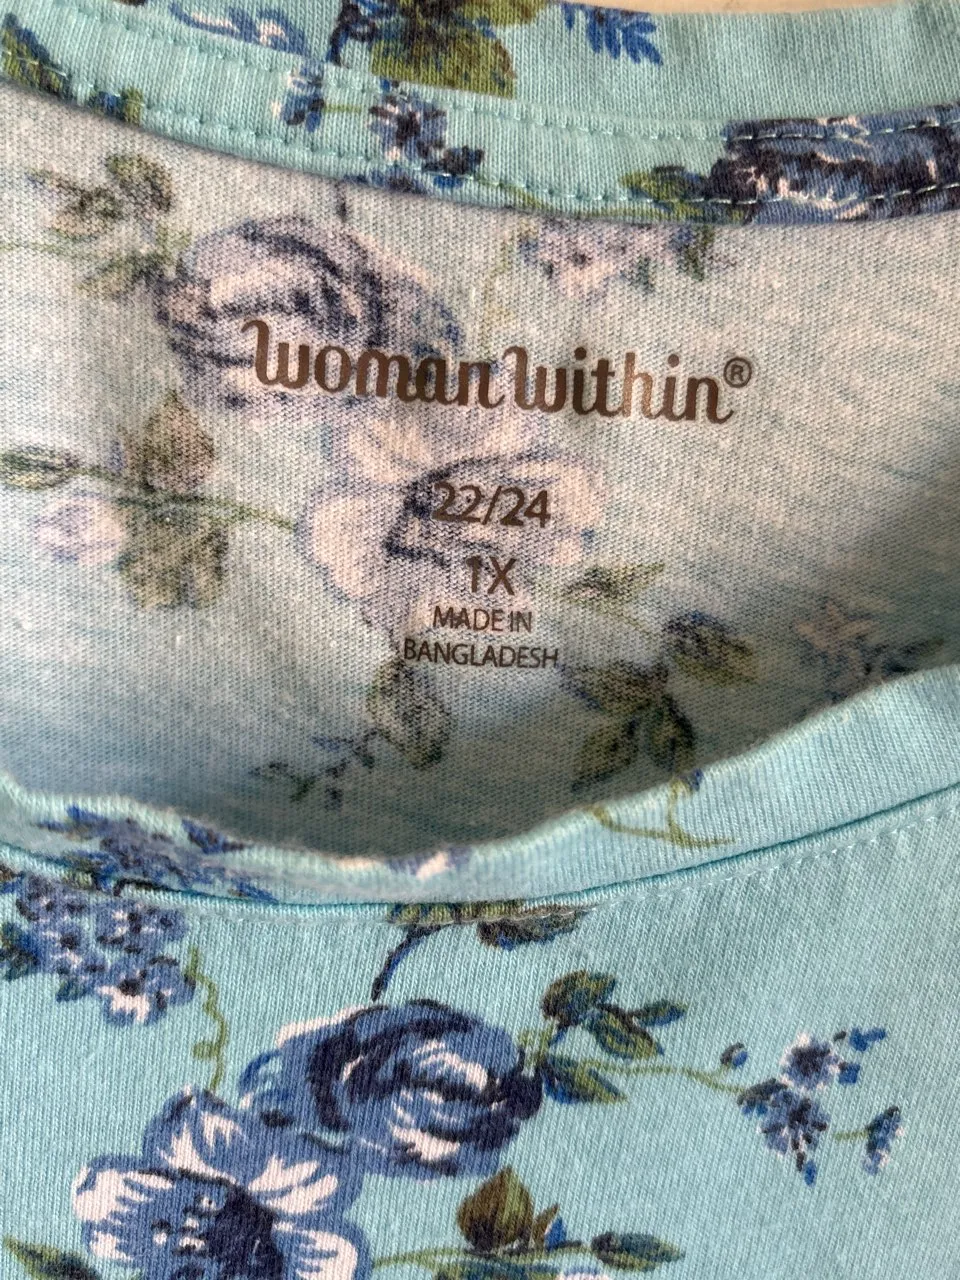 woman within®
22/24
1X
MADE IN
BANGLADESH